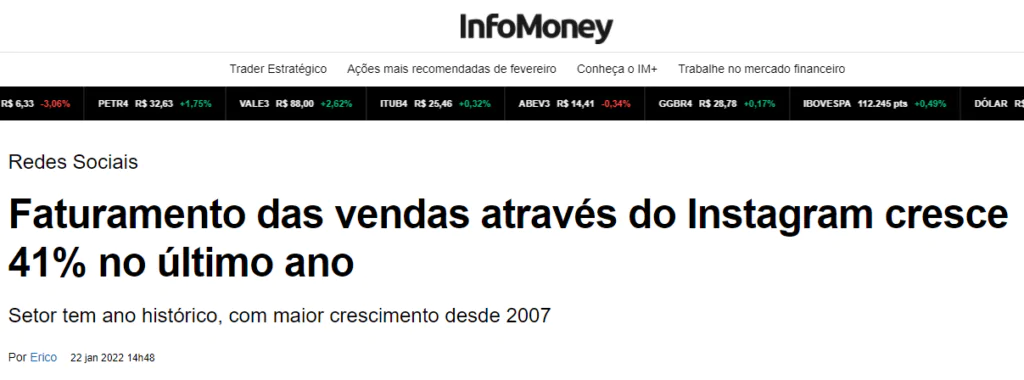 InfoMoney
Trader Estratégico Ações mais recomendadas de fevereiro Conheça o IM+ Trabalhe no mercado financeiro
R$ 6,33 -3,06% PETR4 R$ 32,63 +1,75% VALE3 R$ 88,00 +2,62% ITUB4 R$ 25,46 +0,32% ABEV3 R$ 14,41 -0,34% GGBR4 R$ 28,78 +0,17% IBOVESPA 112.245 pts +0,49% DÓLAR R$
Redes Sociais
Faturamento das vendas através do Instagram cresce
41% no último ano
Setor tem ano histórico, com maior crescimento desde 2007
Por Erico 22 jan 2022 14h48